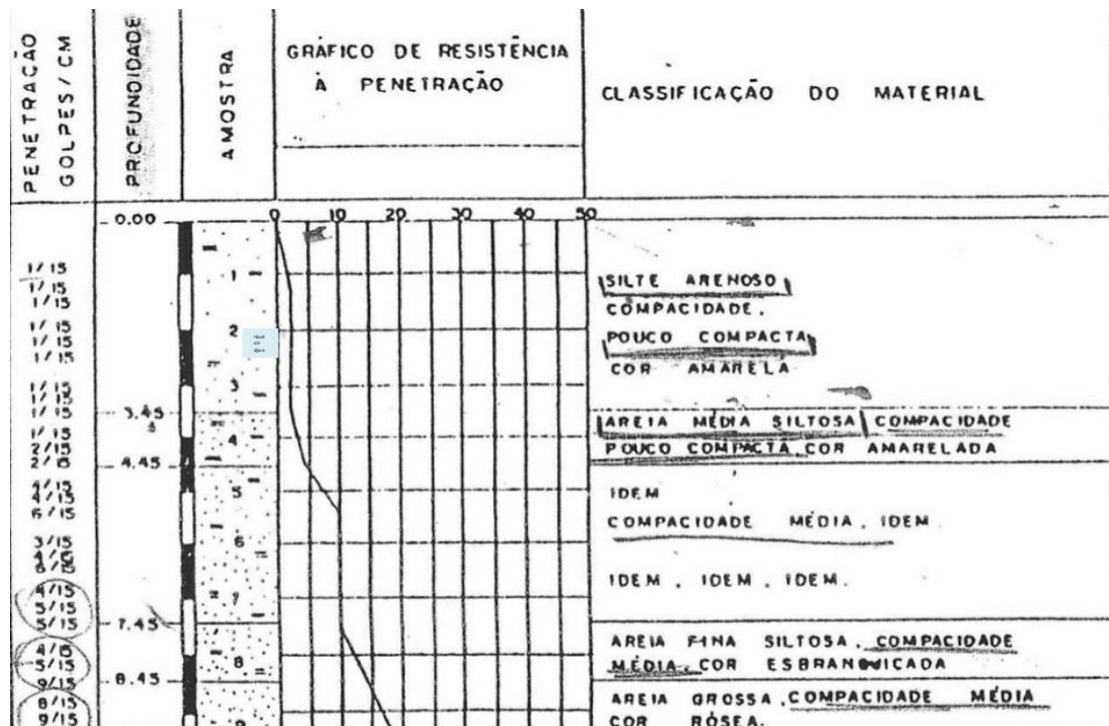 PENETRAÇÃO
GOLPES/CM
PROFUNDIDADE
AMOSTRA
GRÁFICO DE RESISTÊNCIA
À PENETRAÇÃO
CLASSIFICAÇÃO DO MATERIAL
0.00
0 10 20 30 40 50
1/15
1/15
1/15
1
SILTE ARENOSO
COMPACIDADE.
1/15
1/15
1/15
2
POUCO COMPACTA
COR AMARELA
1/15
1/15
1/15
3
3,45
AREIA MÉDIA SILTOSA COMPACIDADE
1/15
2/15
2/15
4
4,45
POUCO COMPACTA, COR AMARELADA
4/15
4/15
6/15
5
IDEM
COMPACIDADE MÉDIA, IDEM.
3/15
6
IDEM, IDEM, IDEM.
4/15
5/15
5/15
7
7.45
AREIA FINA SILTOSA, COMPACIDADE
4/15
5/15
9/15
8
8.45
MÉDIA, COR ESBRANQUICADA
8/15
9/15
9
AREIA GROSSA, COMPACIDADE MÉDIA
COR RÓSEA.